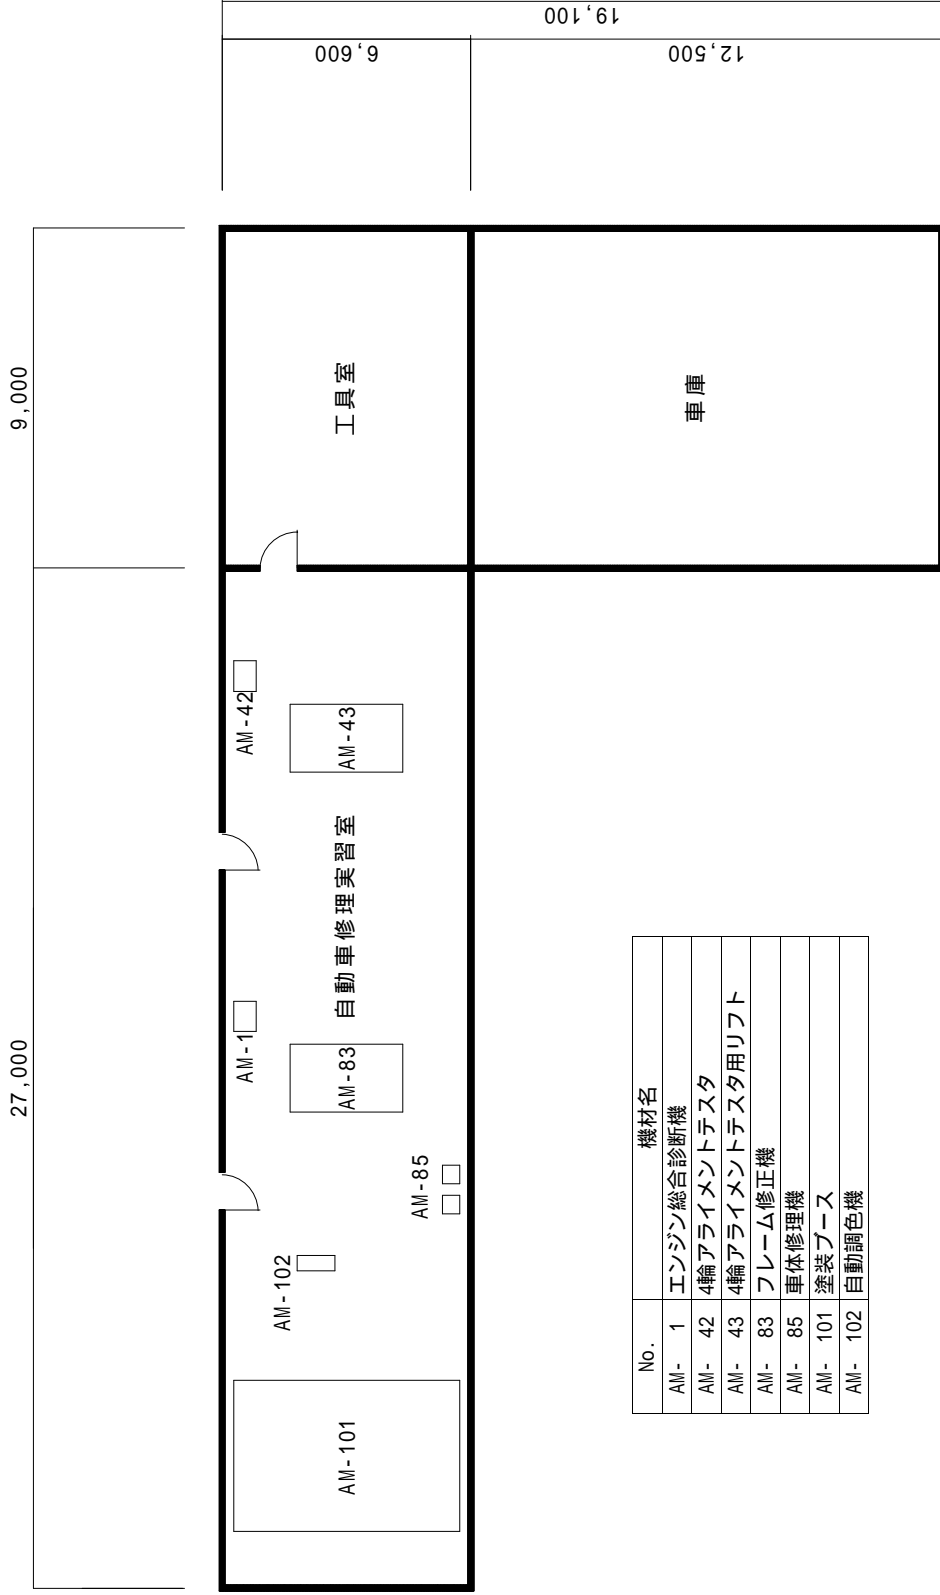 27,000
9,000
19,100
6,600
12,500
工具室
車庫
自動車修理実習室
AM-101
AM-102
AM-85
AM-83
AM-1
AM-43
AM-42
No. 機材名
AM- 1 エンジン総合診断機
AM- 42 4輪アライメントテスタ
AM- 43 4輪アライメントテスタ用リフト
AM- 83 フレーム修正機
AM- 85 車体修理機
AM- 101 塗装ブース
AM- 102 自動調色機